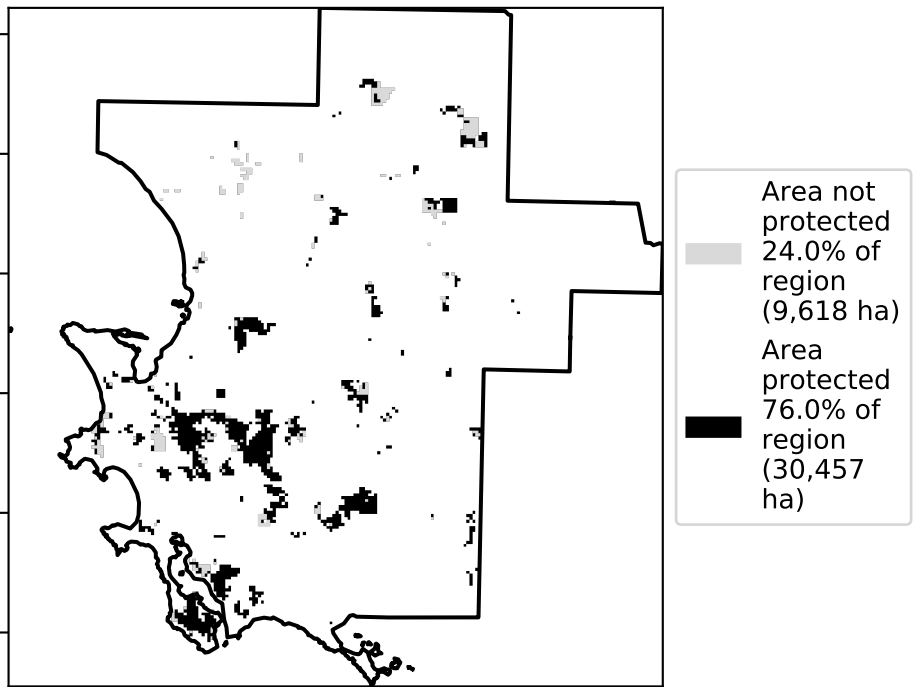 Area not
protected
24.0% of
region
(9,618 ha)
Area
protected
76.0% of
region
(30,457
ha)